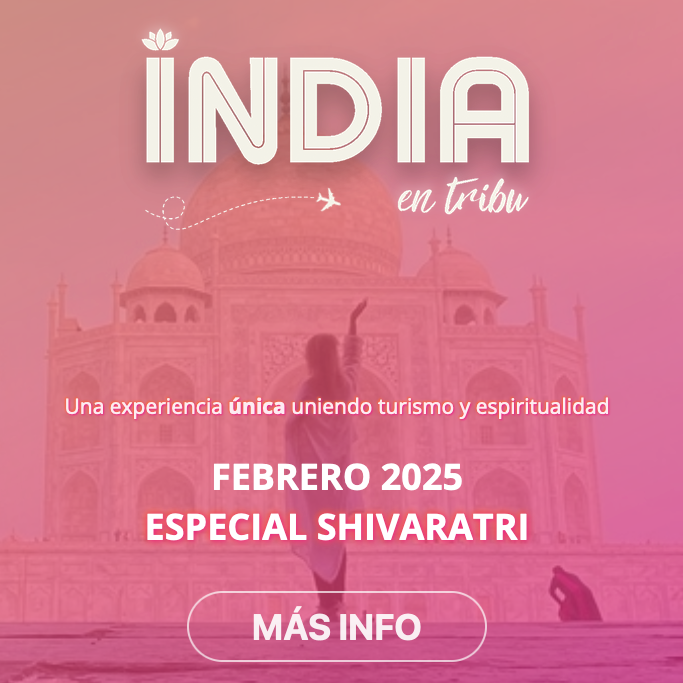 INDIA
en tribu
Una experiencia única uniendo turismo y espiritualidad
FEBRERO 2025
ESPECIAL SHIVARATRI
MÁS INFO